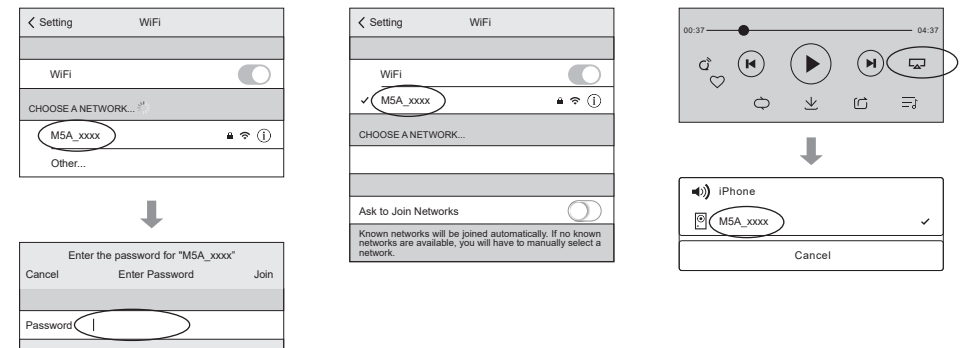 Setting WiFi
WiFi
CHOOSE A NETWORK...
M5A_xxxx
Other...
Enter the password for "M5A_xxxx"
Cancel Enter Password Join
Password
Setting WiFi
WiFi
M5A_xxxx
CHOOSE A NETWORK...
Ask to Join Networks
Known networks will be joined automatically. If no known
networks are available, you will have to manually select a
network.
00:37 04:37
iPhone
M5A_xxxx
Cancel